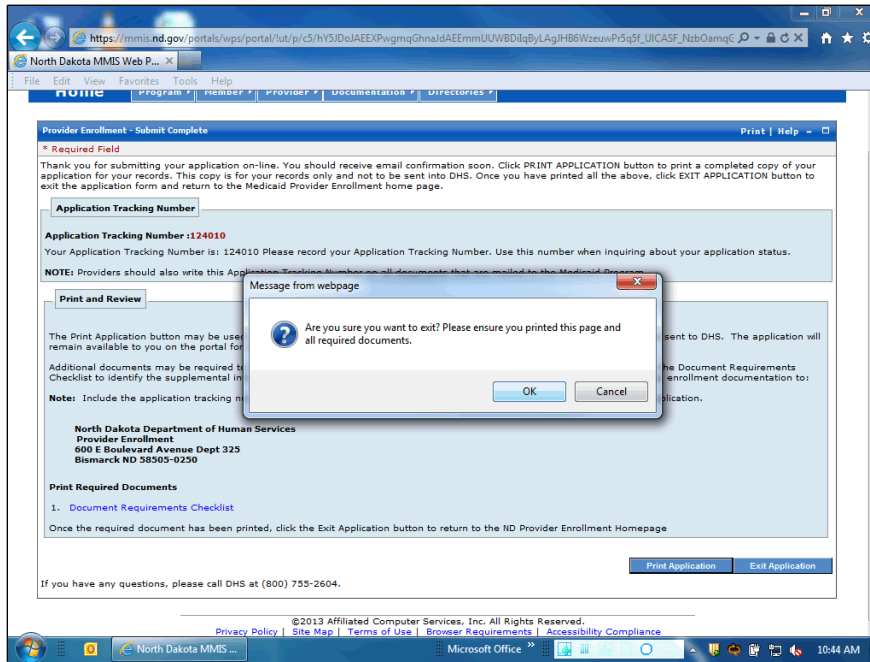 https://mmis.nd.gov/portals/wps/portal/!ut/p/c5/hY5JDoJAEEXPwgmqGhnaJdAEEmmUUWBDiIqByLAgJHB6WzeuwPr5q5f_UICASF_NzbOamqG
North Dakota MMIS Web P...
File Edit View Favorites Tools Help
Home Program Member Provider Documentation Directories
Provider Enrollment - Submit Complete Print | Help
* Required Field
Thank you for submitting your application on-line. You should receive email confirmation soon. Click PRINT APPLICATION button to print a completed copy of your
application for your records. This copy is for your records only and not to be sent into DHS. Once you have printed all the above, click EXIT APPLICATION button to
exit the application form and return to the Medicaid Provider Enrollment home page.
Application Tracking Number
Application Tracking Number :124010
Your Application Tracking Number is: 124010 Please record your Application Tracking Number. Use this number when inquiring about your application status.
NOTE: Providers should also write this Application Tracking Number on all documents that are mailed to the Medicaid Program
Message from webpage
Are you sure you want to exit? Please ensure you printed this page and
all required documents.
OK Cancel
Print and Review
The Print Application button may be used sent to DHS. The application will
remain available to you on the portal for
Additional documents may be required t he Document Requirements
Checklist to identify the supplemental in enrollment documentation to:
Note: Include the application tracking n plication.
North Dakota Department of Human Services
Provider Enrollment
600 E Boulevard Avenue Dept 325
Bismarck ND 58505-0250
Print Required Documents
1. Document Requirements Checklist
Once the required document has been printed, click the Exit Application button to return to the ND Provider Enrollment Homepage
Print Application Exit Application
If you have any questions, please call DHS at (800) 755-2604.
©2013 Affiliated Computer Services, Inc. All Rights Reserved.
Privacy Policy | Site Map | Terms of Use | Browser Requirements | Accessibility Compliance
North Dakota MMIS ... Microsoft Office » 10:44 AM